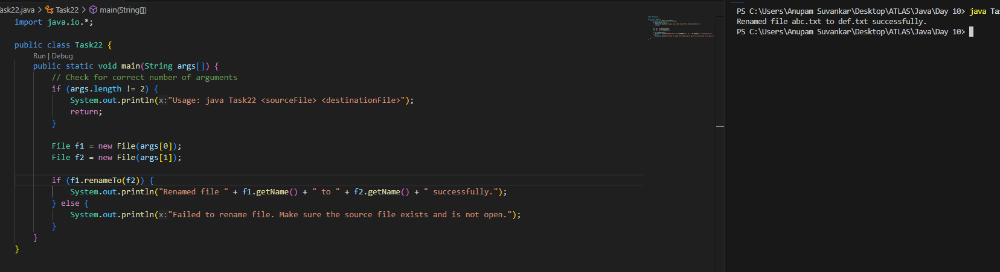 Task22.java > Task22 > main(String[])
import java.io.*;
public class Task22 {
Run | Debug
public static void main(String args[]) {
// Check for correct number of arguments
if (args.length != 2) {
System.out.println(x:"Usage: java Task22 <sourceFile> <destinationFile>");
return;
}
File f1 = new File(args[0]);
File f2 = new File(args[1]);
if (f1.renameTo(f2)) {
System.out.println("Renamed file " + f1.getName() + " to " + f2.getName() + " successfully.");
} else {
System.out.println(x:"Failed to rename file. Make sure the source file exists and is not open.");
}
}
}
PS C:\Users\Anupam Suvankar\Desktop\ATLAS\Java\Day 10> java Ta
Renamed file abc.txt to def.txt successfully.
PS C:\Users\Anupam Suvankar\Desktop\ATLAS\Java\Day 10>